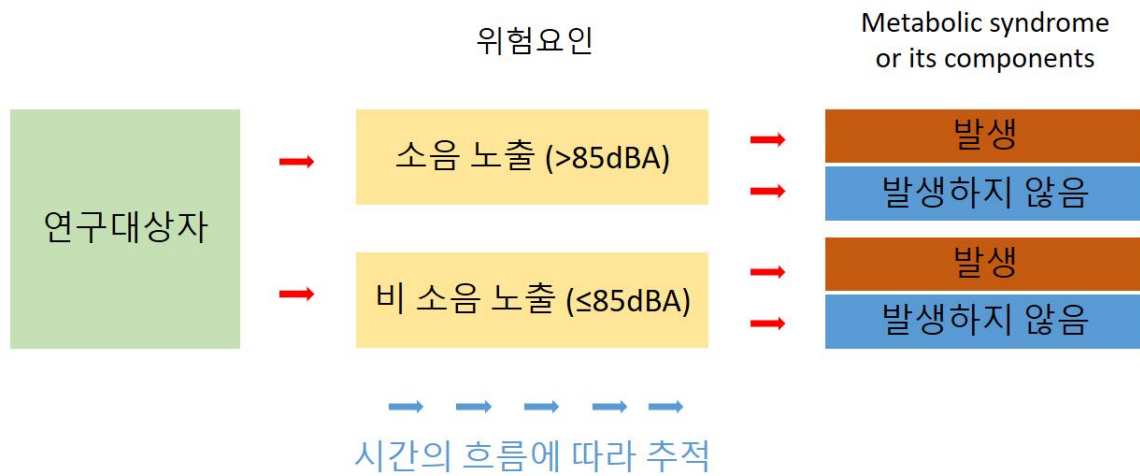 위험요인
Metabolic syndrome
or its components
연구대상자
소음 노출 (>85dBA)
발생
발생하지 않음
비 소음 노출 (≤85dBA)
발생
발생하지 않음
시간의 흐름에 따라 추적